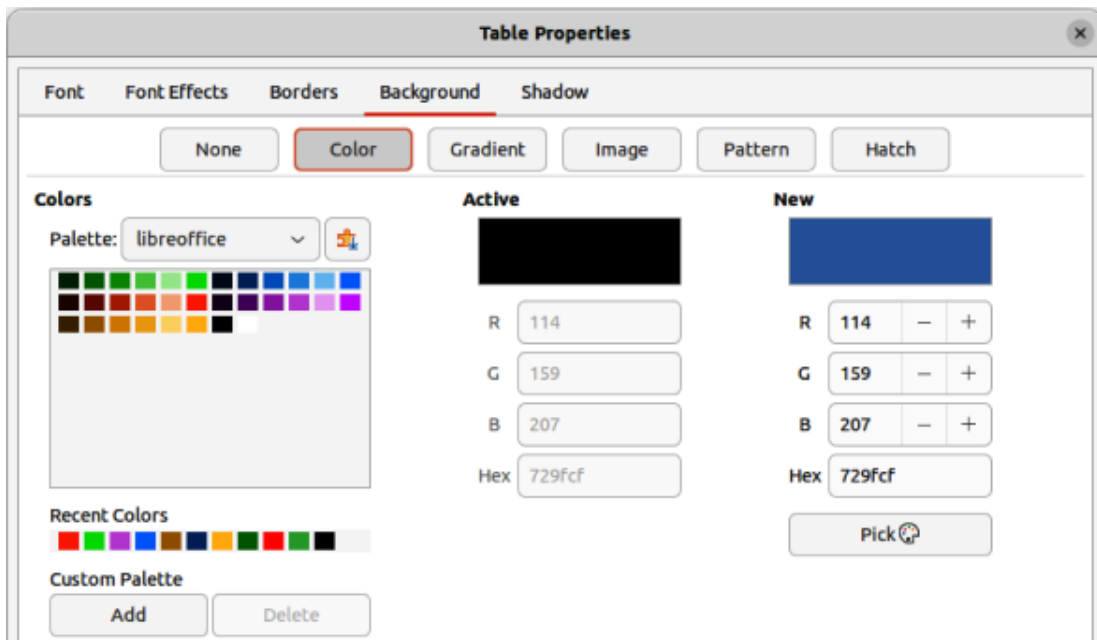 Table Properties
Font Font Effects Borders Background Shadow
None Color Gradient Image Pattern Hatch
Colors
Palette: libreoffice
Recent Colors
Custom Palette
Add Delete
Active
R 114
G 159
B 207
Hex 729fcf
New
R 114 − +
G 159 − +
B 207 − +
Hex 729fcf
Pick